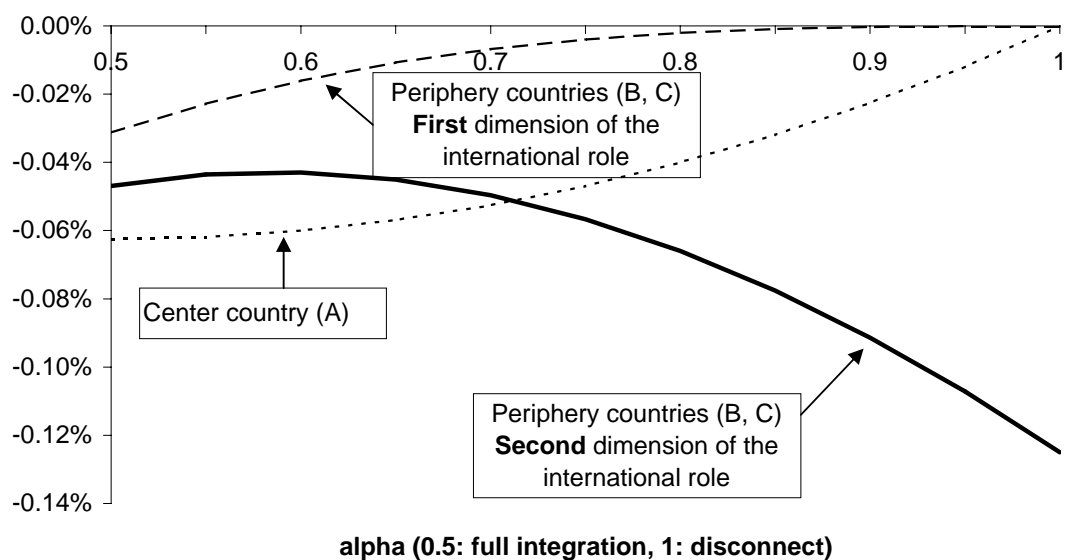 0.00%
-0.02%
-0.04%
-0.06%
-0.08%
-0.10%
-0.12%
-0.14%
0.5 0.6 0.7 0.8 0.9 1
Periphery countries (B, C)
First dimension of the
international role
Center country (A)
Periphery countries (B, C)
Second dimension of the
international role
alpha (0.5: full integration, 1: disconnect)